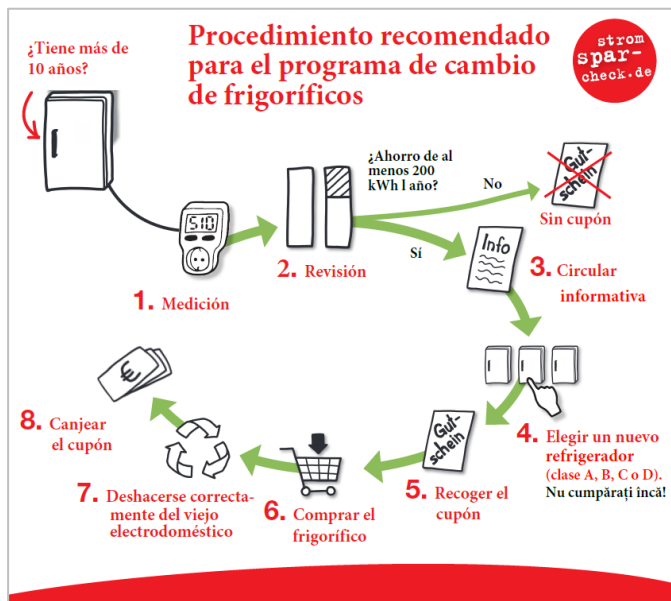 ¿Tiene más de
10 años?
Procedimiento recomendado
para el programa de cambio
de frigoríficos
strom
spar-
check.de
510
¿Ahorro de al
menos 200
kWh l año?
No
Sí
Gut-
schein
Sin cupón
1. Medición
2. Revisión
Info
3. Circular
informativa
4. Elegir un nuevo
refrigerador
(clase A, B, C o D).
Nu cumpărați încă!
Gut-
schein
5. Recoger el
cupón
6. Comprar el
frigorífico
7. Deshacerse correcta-
mente del viejo
electrodoméstico
€
8. Canjear
el cupón